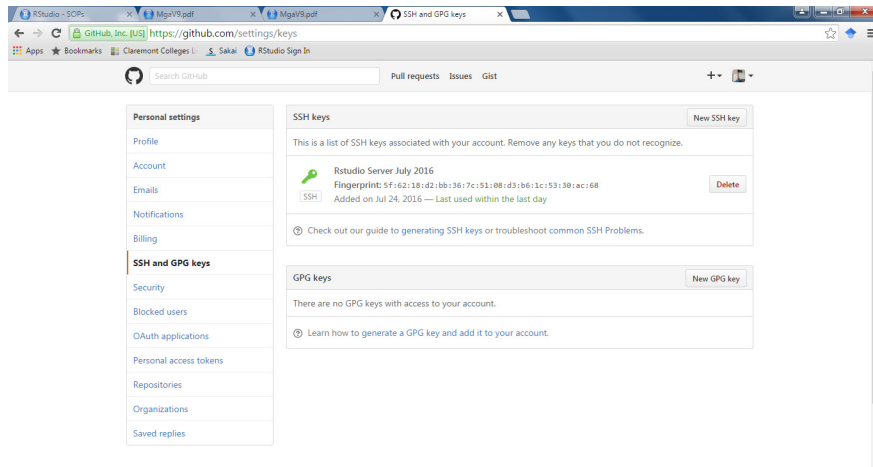 RStudio - SOPs
MgaV9.pdf
MgaV9.pdf
SSH and GPG keys
GitHub, Inc. [US] https://github.com/settings/keys
Apps Bookmarks Claremont Colleges L Sakai RStudio Sign In
Search GitHub Pull requests Issues Gist
Personal settings
Profile
Account
Emails
Notifications
Billing
SSH and GPG keys
Security
Blocked users
OAuth applications
Personal access tokens
Repositories
Organizations
Saved replies
SSH keys New SSH key
This is a list of SSH keys associated with your account. Remove any keys that you do not recognize.
Rstudio Server July 2016
Fingerprint: 5f:62:18:d2:bb:36:7c:51:08:d3:b6:1c:53:30:ac:68
SSH Added on Jul 24, 2016 — Last used within the last day
Delete
Check out our guide to generating SSH keys or troubleshoot common SSH Problems.
GPG keys New GPG key
There are no GPG keys with access to your account.
Learn how to generate a GPG key and add it to your account.